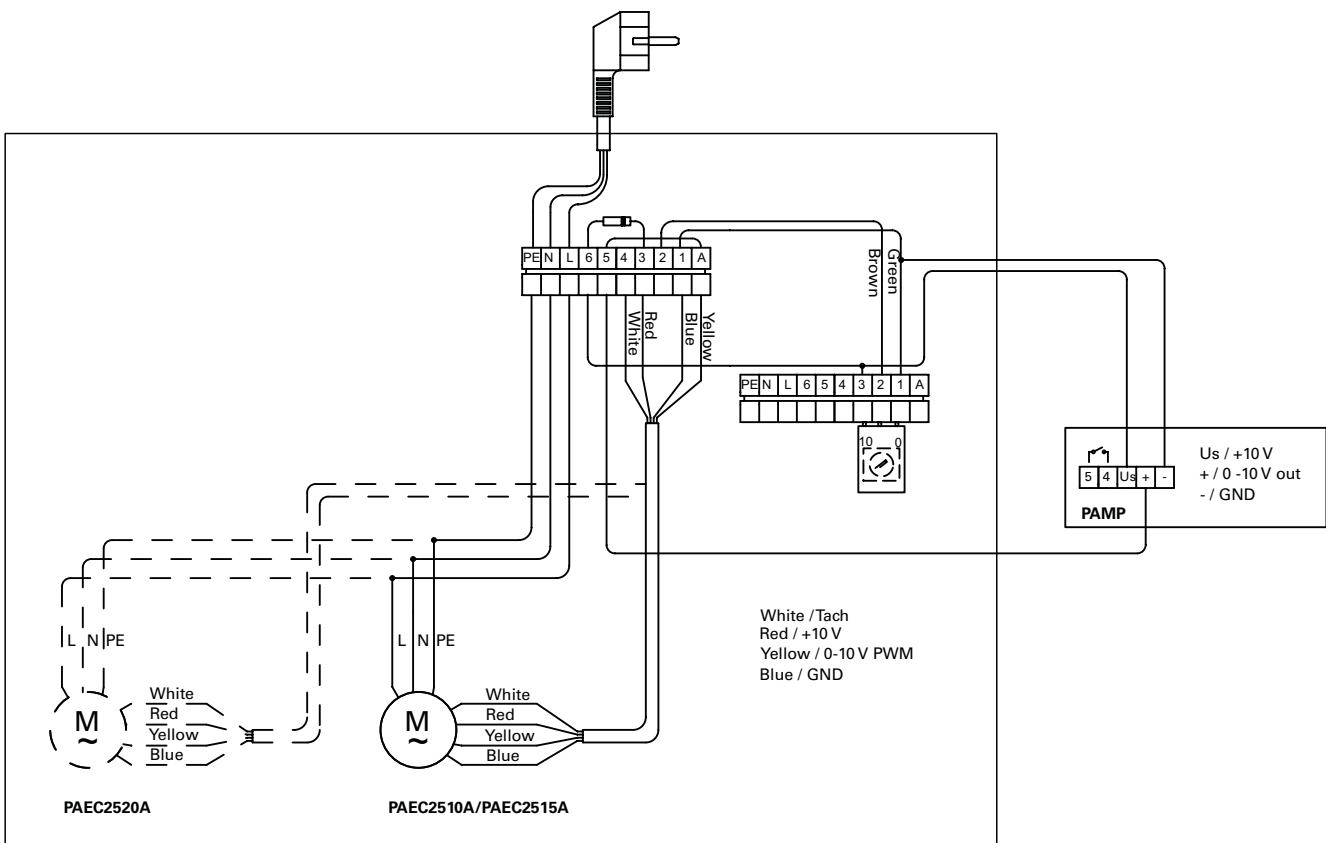 PE N L 6 5 4 3 2 1 A
Green
Brown
Yellow
Blue
Red
White
PE N L 6 5 4 3 2 1 A
10 0
5 4 Us + -
PAMP
Us / +10 V
+ / 0 -10 V out
- / GND
White /Tach
Red / +10 V
Yellow / 0-10 V PWM
Blue / GND
L N PE
M
~
White
Red
Yellow
Blue
PAEC2520A
L N PE
M
~
White
Red
Yellow
Blue
PAEC2510A/PAEC2515A